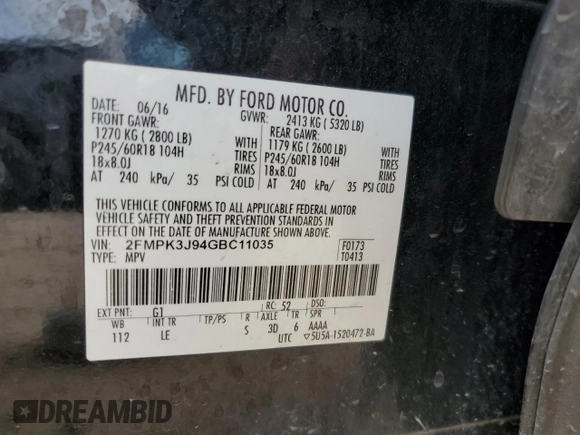 MFD. BY FORD MOTOR CO.
DATE: 06/16 GVWR: 2413 KG ( 5320 LB)
FRONT GAWR: REAR GAWR:
1270 KG ( 2800 LB) WITH 1179 KG ( 2600 LB) WITH
P245/60R18 104H TIRES P245/60R18 104H TIRES
18x8.0J RIMS 18x8.0J RIMS
AT 240 kPa/ 35 PSI COLD AT 240 kPa/ 35 PSI COLD
THIS VEHICLE CONFORMS TO ALL APPLICABLE FEDERAL MOTOR
VEHICLE SAFETY AND THEFT PREVENTION STANDARDS
IN EFFECT ON THE DATE OF MANUFACTURE SHOWN ABOVE.
VIN: 2FMPK3J94GBC11035 F0173
TYPE: MPV T0413
EXT PNT: G1 RC: 52 DSO:
WB INT TR TP/PS R AXLE TR SPR
112 LE S 3D 6 AAAA
UTC ▽5U5A-1520472-BA
DREAMBID